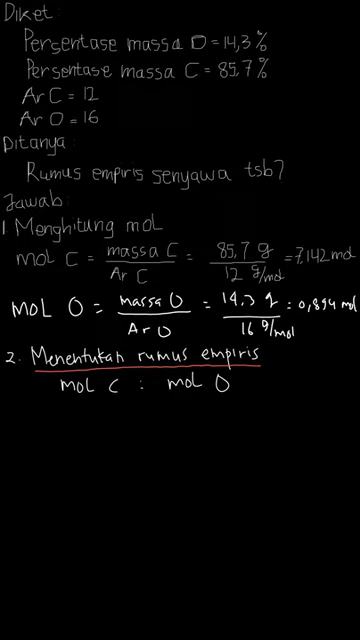 Diket:
Persentase massa O = 14,3 %
Persentase massa C = 85,7 %
Ar C = 12
Ar O = 16
Ditanya:
Rumus empiris senyawa tsb?
Jawab:
1 Menghitung mol
mol C = massa C / Ar C = 85,7 g / 12 g/mol = 7,142 mol
mol O = massa O / Ar O = 14,3 g / 16 g/mol = 0,894 mol
2. Menentukan rumus empiris
mol C : mol O